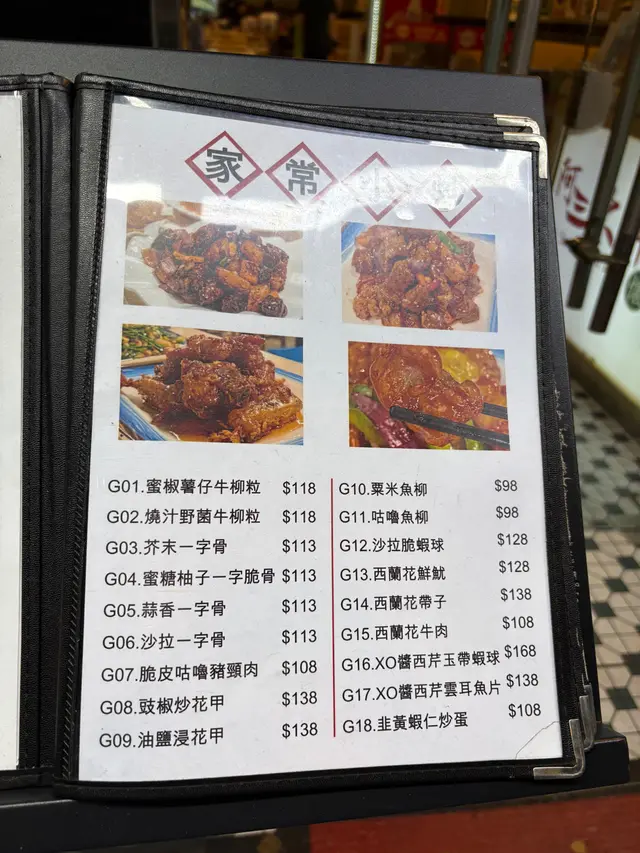 家常小炒
G01.蜜椒薯仔牛柳粒 $118
G02.燒汁野菌牛柳粒 $118
G03.芥末一字骨 $113
G04.蜜糖柚子一字脆骨 $113
G05.蒜香一字骨 $113
G06.沙拉一字骨 $113
G07.脆皮咕嚕豬頸肉 $108
G08.豉椒炒花甲 $138
G09.油鹽浸花甲 $138
G10.粟米魚柳 $98
G11.咕嚕魚柳 $98
G12.沙拉脆蝦球 $128
G13.西蘭花鮮魷 $128
G14.西蘭花帶子 $138
G15.西蘭花牛肉 $108
G16.XO醬西芹玉帶蝦球 $168
G17.XO醬西芹雲耳魚片 $138
G18.韭黃蝦仁炒蛋 $108